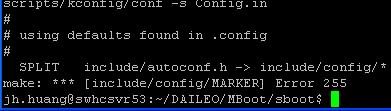 scripts/kconfig/conf -s Config.in
#
# using defaults found in .config
#
SPLIT include/autoconf.h -> include/config/*
make: *** [include/config/MARKER] Error 255
jh.huang@swhcsvr53:~/DAILEO/MBoot/sboot$